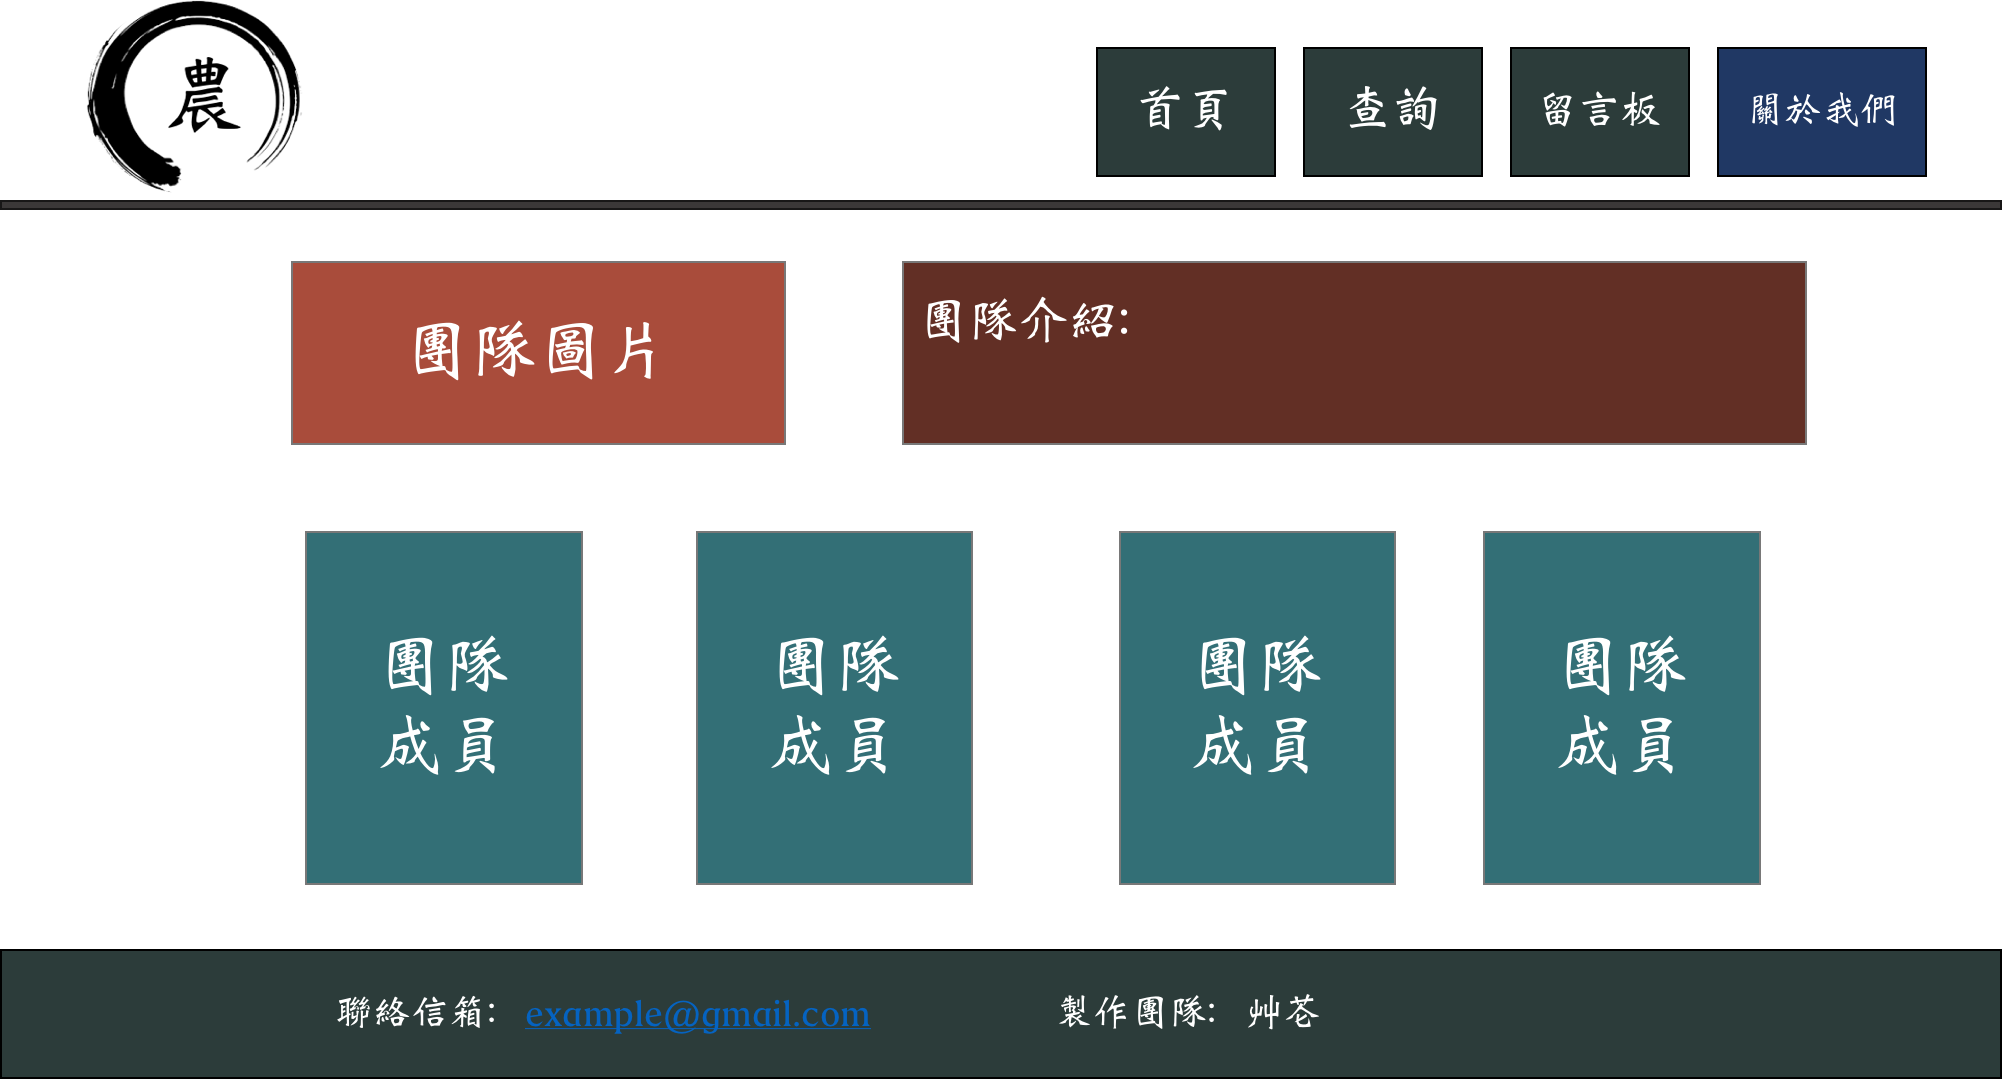 農
首頁
查詢
留言板
關於我們
團隊圖片
團隊介紹:
團隊
成員
團隊
成員
團隊
成員
團隊
成員
聯絡信箱: example@gmail.com
製作團隊: 艸芲